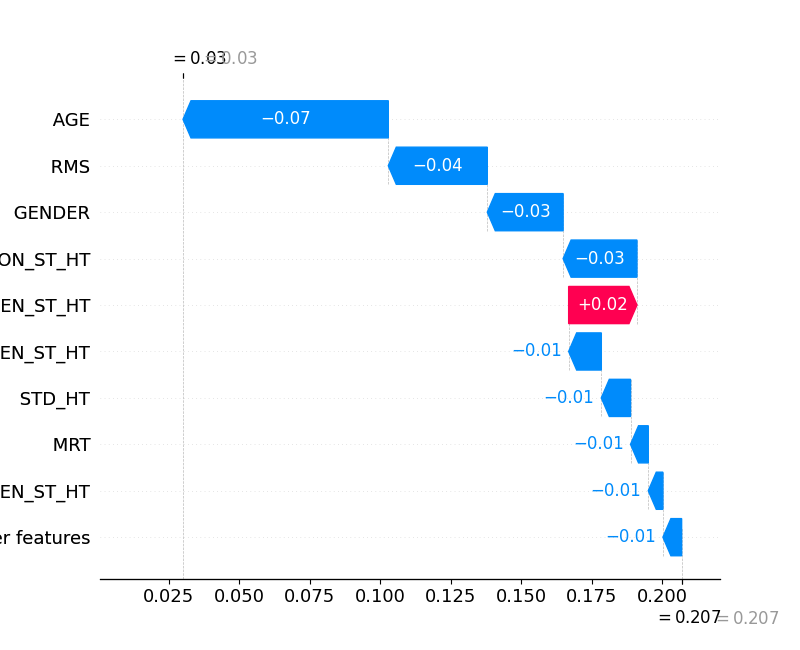 = 0.03 = 0.03
AGE −0.07
RMS −0.04
GENDER −0.03
ON_ST_HT −0.03
EN_ST_HT +0.02
EN_ST_HT −0.01
STD_HT −0.01
MRT −0.01
EN_ST_HT −0.01
er features −0.01
0.025 0.050 0.075 0.100 0.125 0.150 0.175 0.200
= 0.207 = 0.207